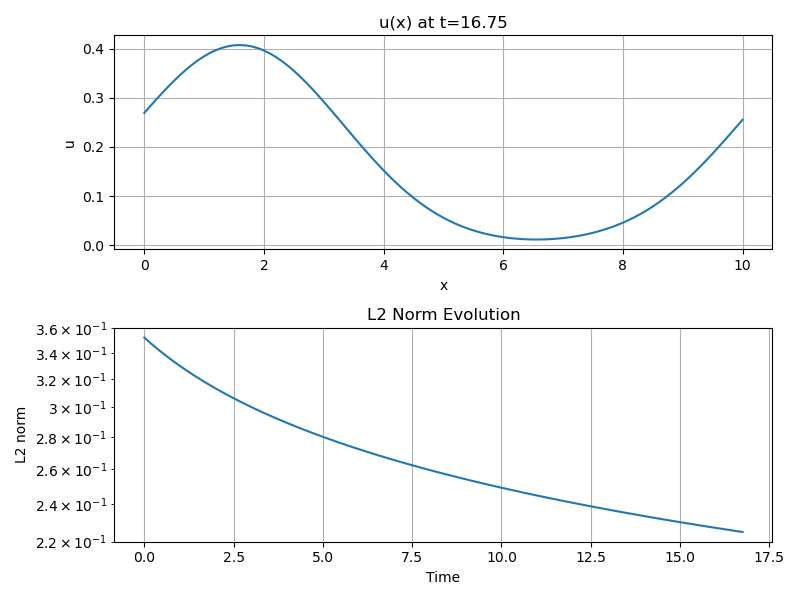 u(x) at t=16.75
0.4
0.3
0.2
0.1
0.0
u
0 2 4 6 8 10
x
L2 Norm Evolution
3.6 × 10⁻¹
3.4 × 10⁻¹
3.2 × 10⁻¹
3 × 10⁻¹
2.8 × 10⁻¹
2.6 × 10⁻¹
2.4 × 10⁻¹
2.2 × 10⁻¹
L2 norm
0.0 2.5 5.0 7.5 10.0 12.5 15.0 17.5
Time